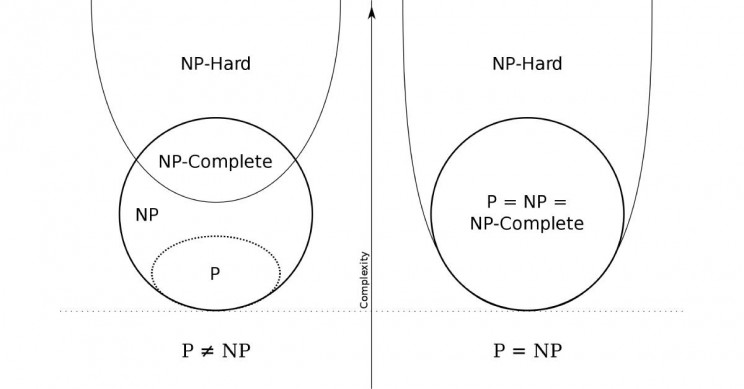 NP-Hard
NP-Complete
NP
P
P ≠ NP
Complexity
NP-Hard
P = NP =
NP-Complete
P = NP